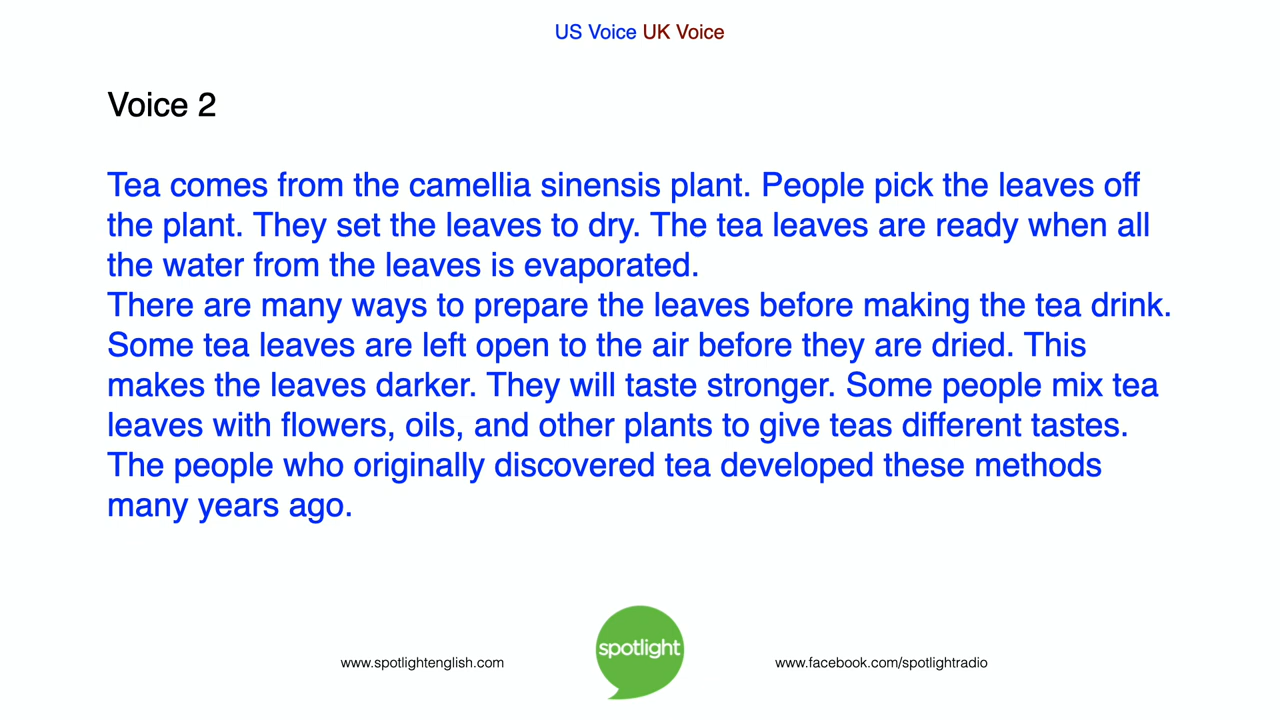 US Voice UK Voice
Voice 2
Tea comes from the camellia sinensis plant. People pick the leaves off
the plant. They set the leaves to dry. The tea leaves are ready when all
the water from the leaves is evaporated.
There are many ways to prepare the leaves before making the tea drink.
Some tea leaves are left open to the air before they are dried. This
makes the leaves darker. They will taste stronger. Some people mix tea
leaves with flowers, oils, and other plants to give teas different tastes.
The people who originally discovered tea developed these methods
many years ago.
www.spotlightenglish.com
spotlight
www.facebook.com/spotlightradio